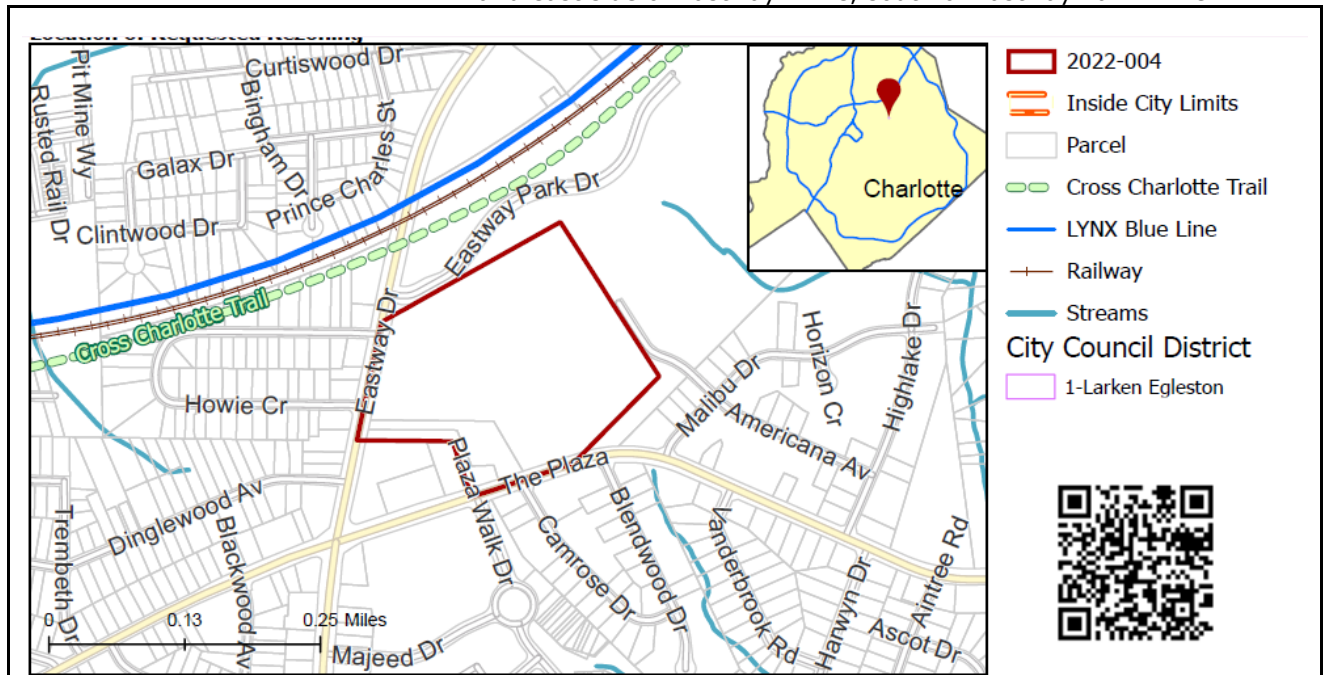 Location of Requested Rezoning
Curtiswood Dr
Pit Mine Wy
Bingham Dr
Prince Charles St
Rusted Rail Dr
Galax Dr
Clintwood Dr
Eastway Park Dr
Cross Charlotte Trail
Eastway Dr
Howie Cr
Charlotte
Horizon Cr
Highlake Dr
Malibu Dr
Americana Av
The Plaza
Plaza Walk Dr
Dinglewood Av
Blackwood Av
Trembeth Dr
Camrose Dr
Blendwood Dr
Vanderbrook Rd
Harwyn Dr
Aintree Rd
Ascot Dr
Majeed Dr
0 0.13 0.25 Miles
2022-004
Inside City Limits
Parcel
Cross Charlotte Trail
LYNX Blue Line
Railway
Streams
City Council District
1-Larken Egleston